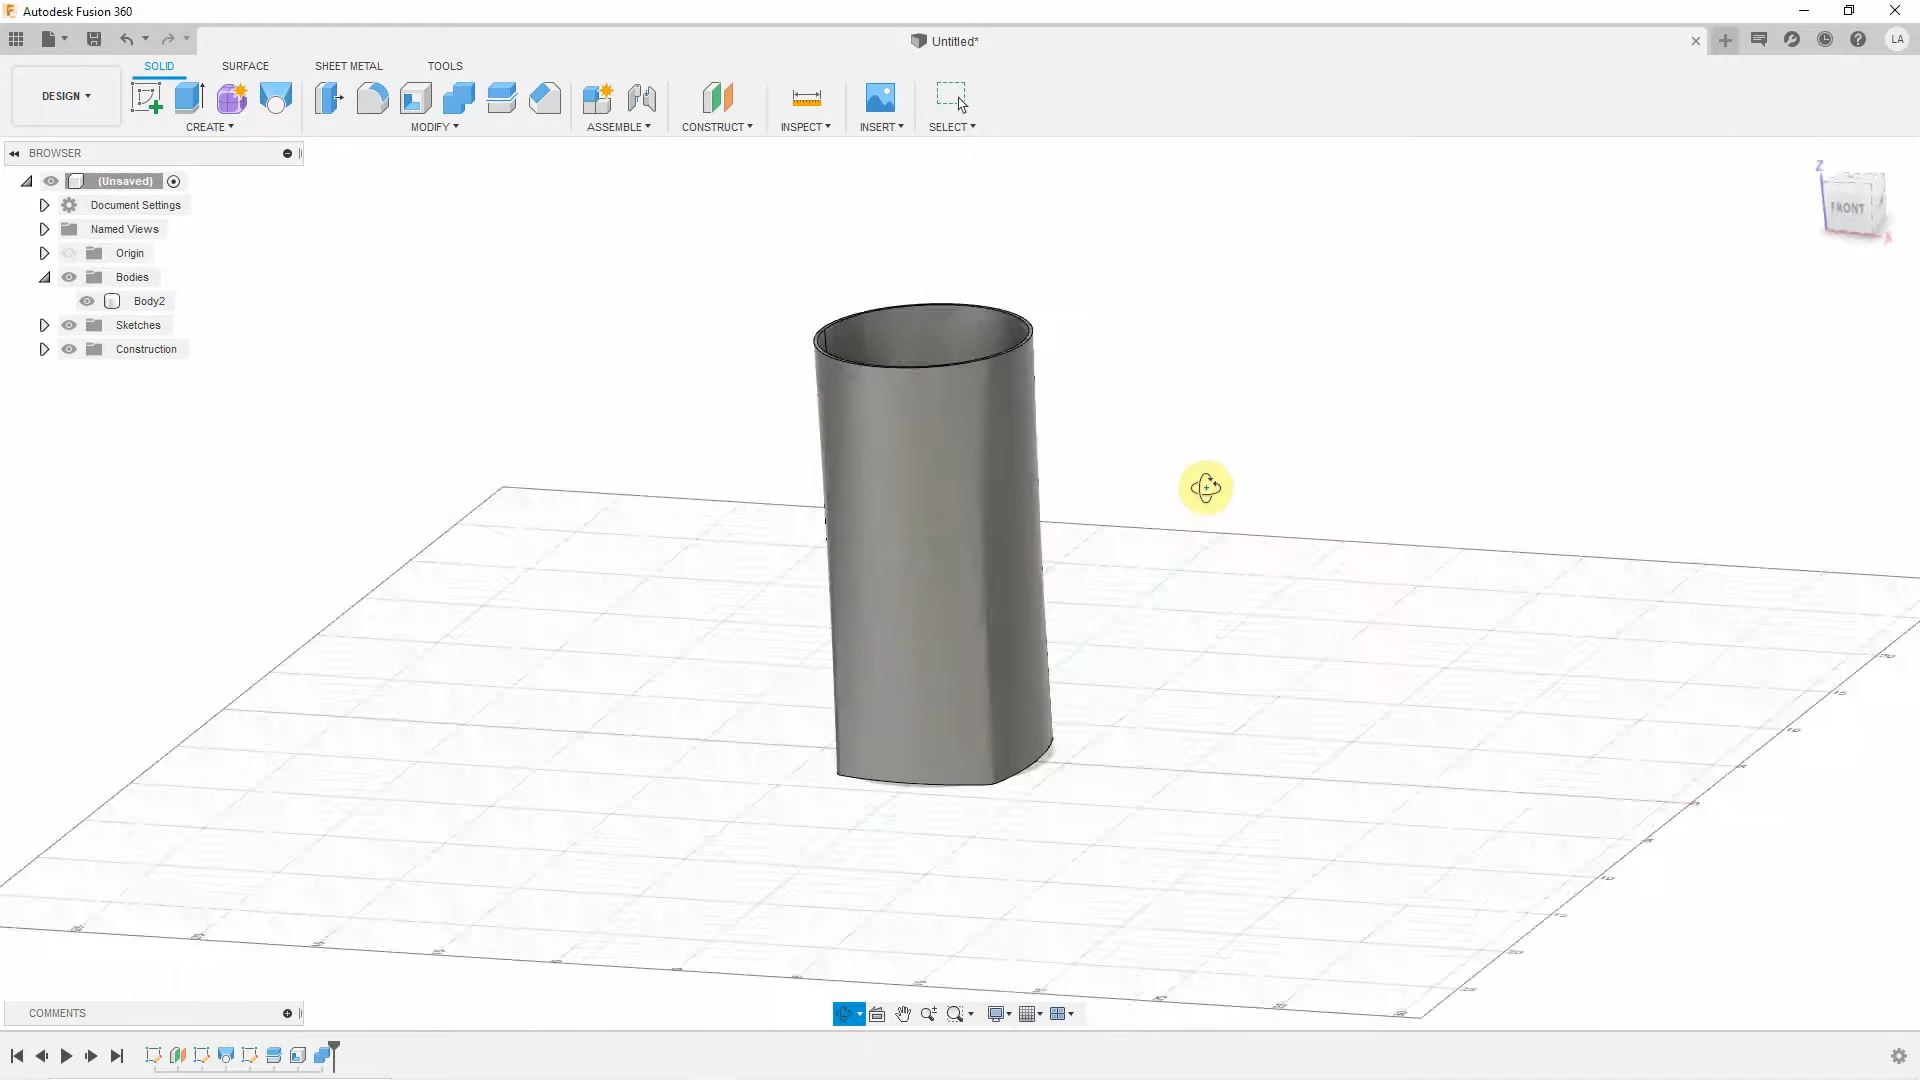 Autodesk Fusion 360
Untitled*
LA
DESIGN
SOLID
SURFACE
SHEET METAL
TOOLS
CREATE
MODIFY
ASSEMBLE
CONSTRUCT
INSPECT
INSERT
SELECT
BROWSER
(Unsaved)
Document Settings
Named Views
Origin
Bodies
Body2
Sketches
Construction
Z
FRONT
X
COMMENTS